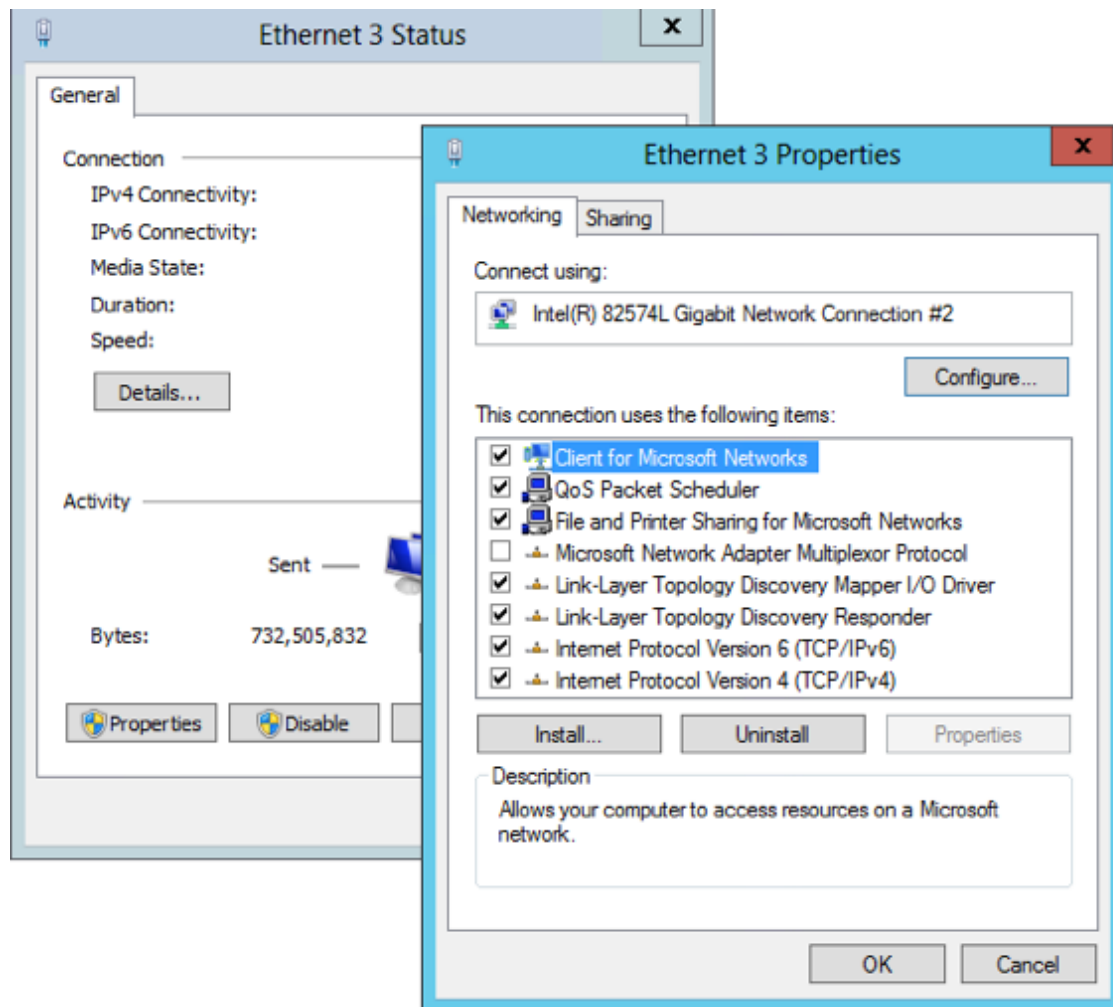 Ethernet 3 Status
x
General
Connection
IPv4 Connectivity:
IPv6 Connectivity:
Media State:
Duration:
Speed:
Details...
Activity
Sent
Bytes:
732,505,832
Properties
Disable
Ethernet 3 Properties
x
Networking
Sharing
Connect using:
Intel(R) 82574L Gigabit Network Connection #2
Configure...
This connection uses the following items:
Client for Microsoft Networks
QoS Packet Scheduler
File and Printer Sharing for Microsoft Networks
Microsoft Network Adapter Multiplexor Protocol
Link-Layer Topology Discovery Mapper I/O Driver
Link-Layer Topology Discovery Responder
Internet Protocol Version 6 (TCP/IPv6)
Internet Protocol Version 4 (TCP/IPv4)
Install...
Uninstall
Properties
Description
Allows your computer to access resources on a Microsoft
network.
OK
Cancel